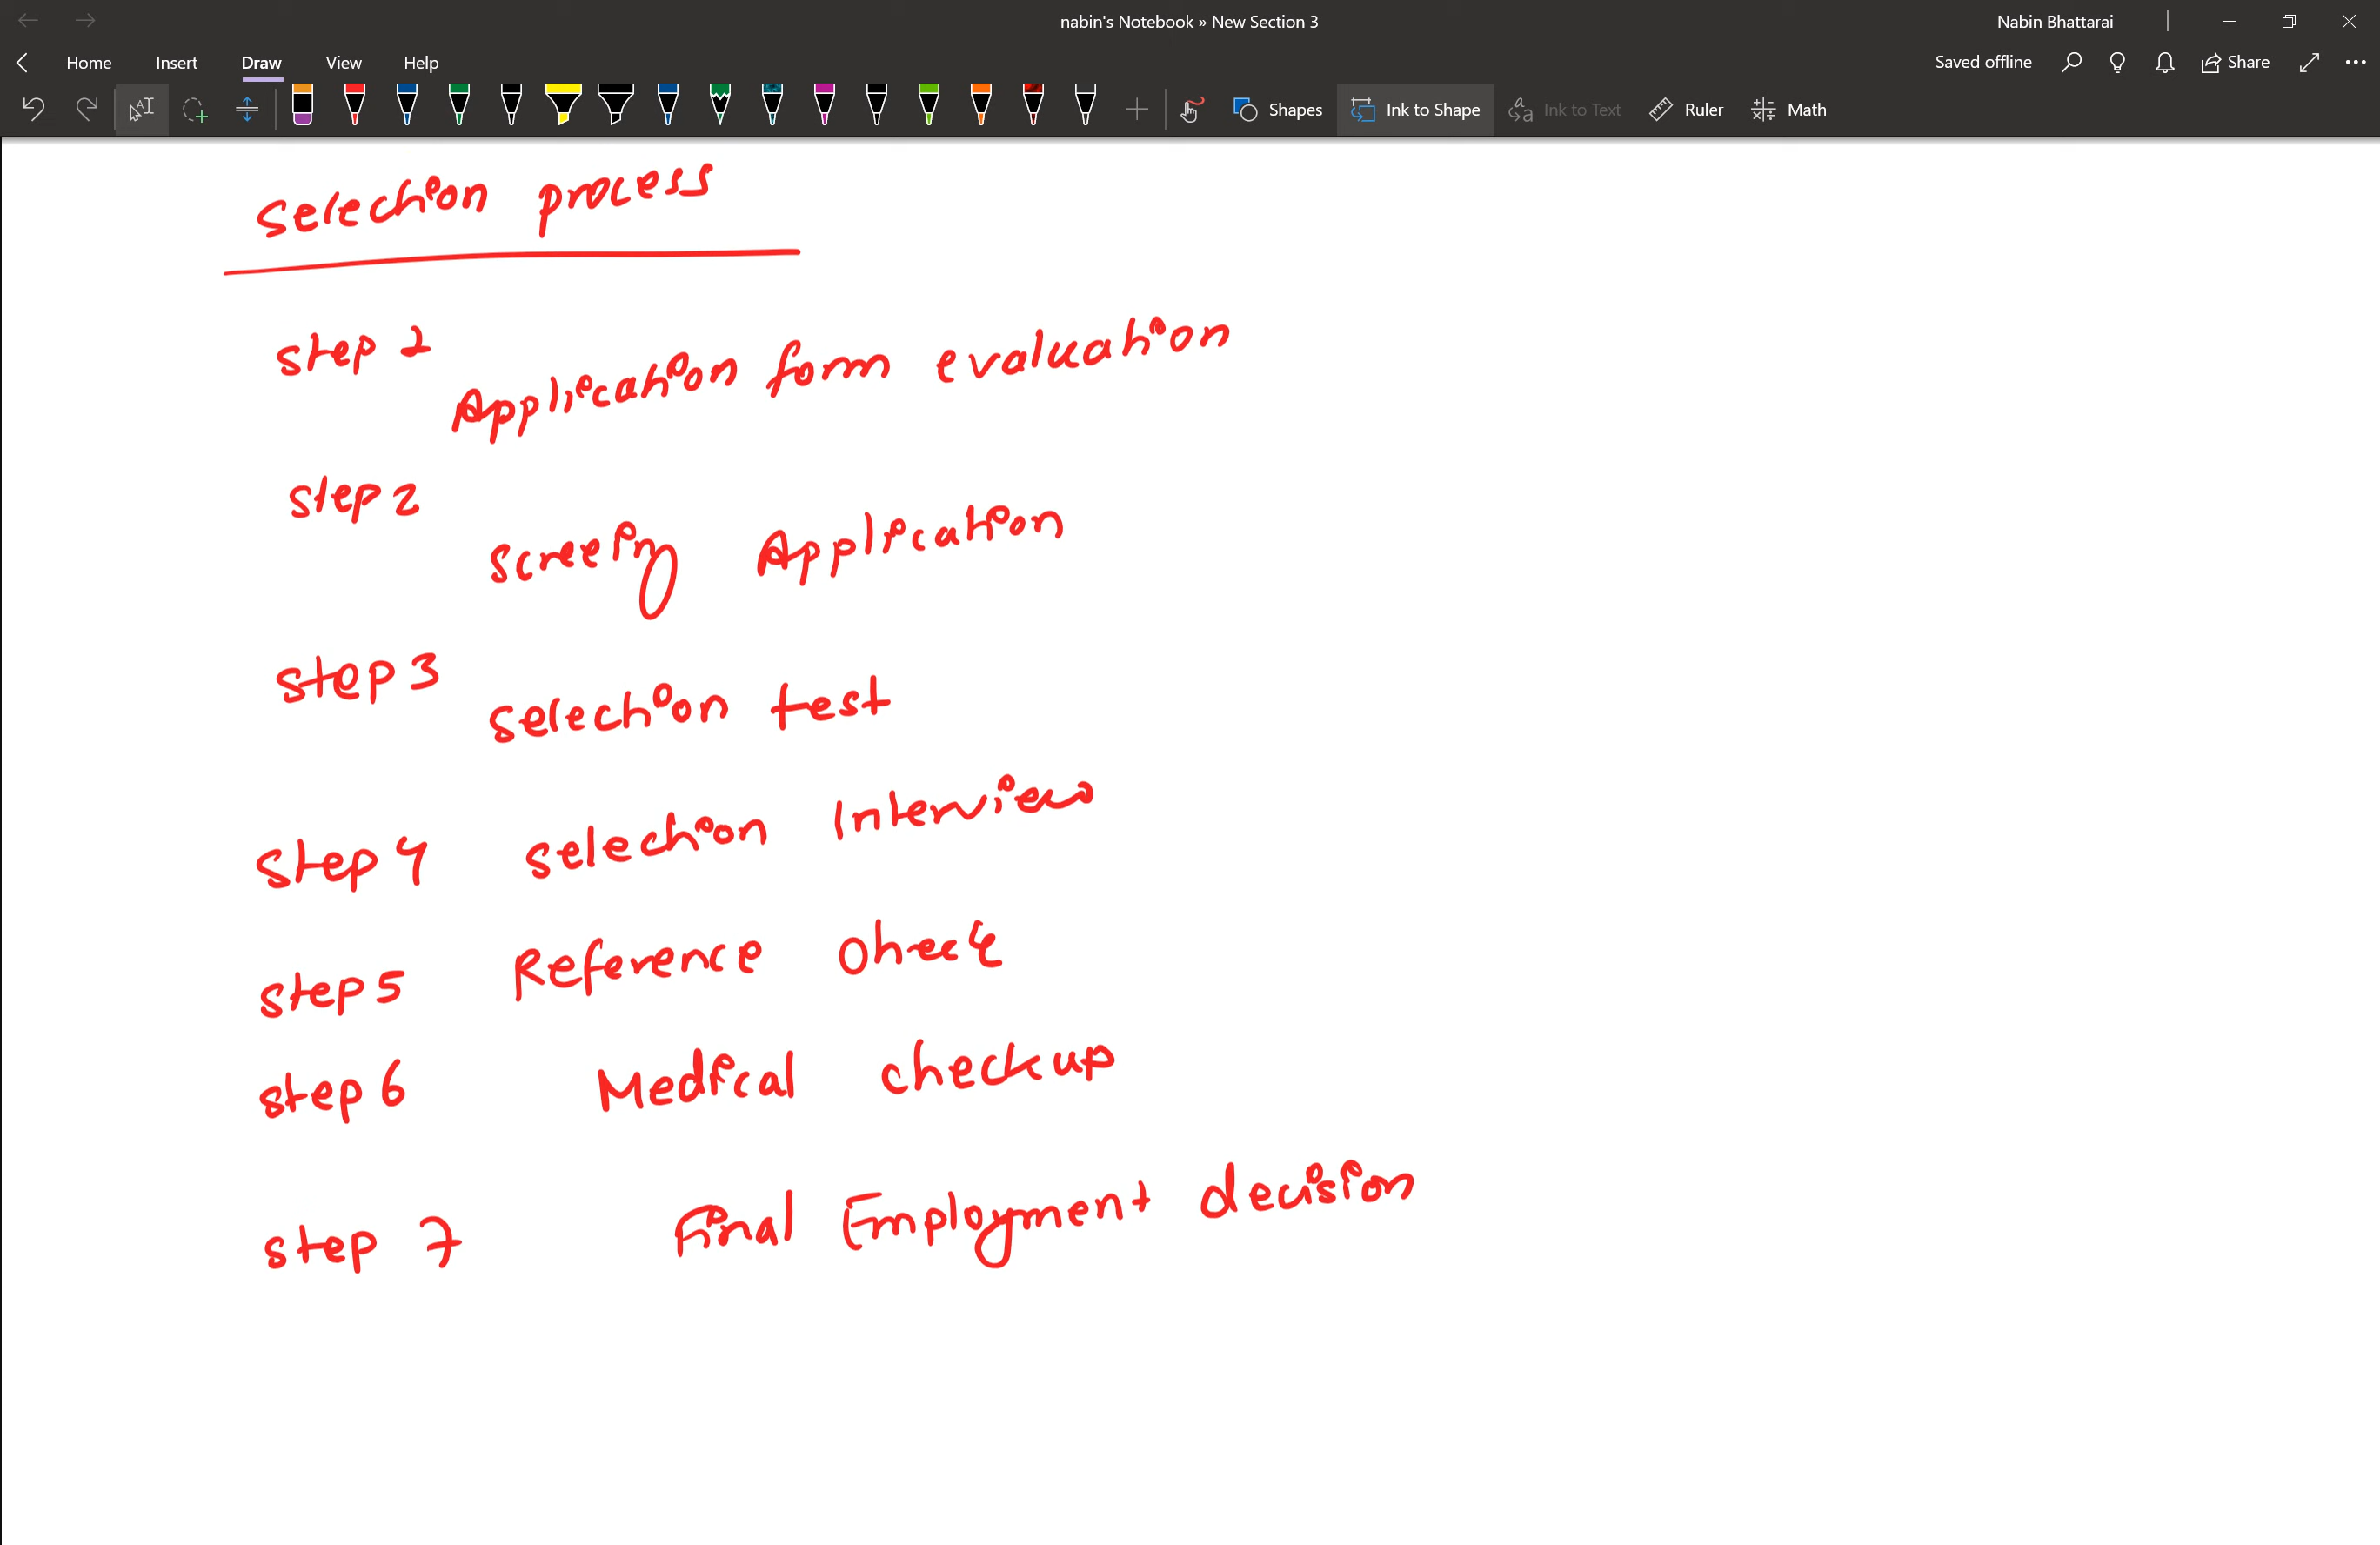 nabin's Notebook » New Section 3
Nabin Bhattarai
Home Insert Draw View Help
Saved offline
Share
Shapes
Ink to Shape
Ink to Text
Ruler
Math
selection process
step 1
Application form evaluation
step 2
screeing Application
step 3
selection test
step 4 selection Interview
step 5 Reference check
step 6 Medical checkup
step 7 final Employment decision